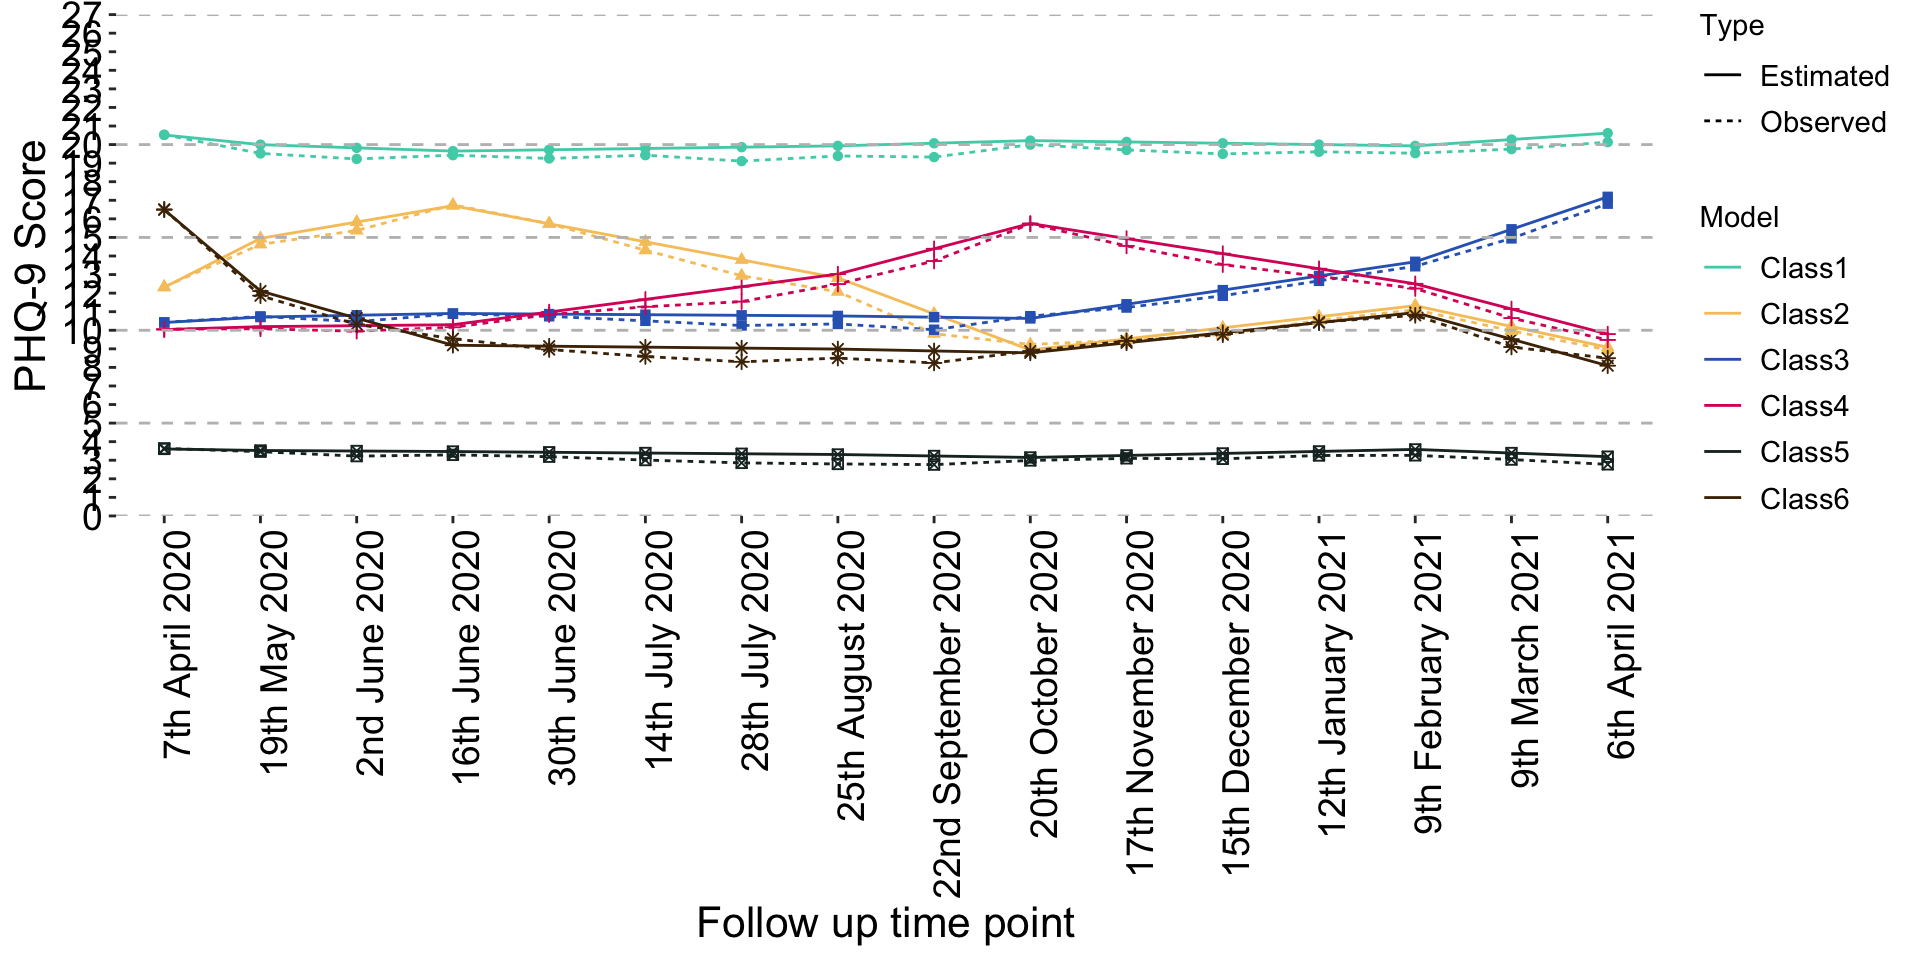 PHQ-9 Score
27
26
25
24
23
22
21
20
19
18
17
16
15
14
13
12
11
10
9
8
7
6
5
4
3
2
1
0
7th April 2020
19th May 2020
2nd June 2020
16th June 2020
30th June 2020
14th July 2020
28th July 2020
25th August 2020
22nd September 2020
20th October 2020
17th November 2020
15th December 2020
12th January 2021
9th February 2021
9th March 2021
6th April 2021
Follow up time point
Type
Estimated
Observed
Model
Class1
Class2
Class3
Class4
Class5
Class6